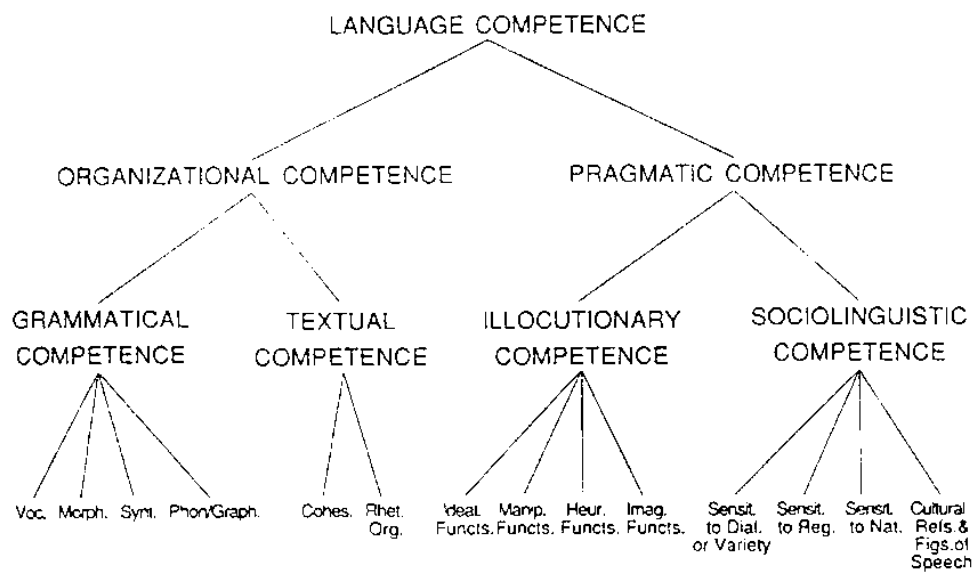 LANGUAGE COMPETENCE
ORGANIZATIONAL COMPETENCE
PRAGMATIC COMPETENCE
GRAMMATICAL
COMPETENCE
TEXTUAL
COMPETENCE
ILLOCUTIONARY
COMPETENCE
SOCIOLINGUISTIC
COMPETENCE
Voc.
Morph.
Synt.
Phon/Graph.
Cohes.
Rhet.
Org.
Ideat.
Functs.
Manip.
Functs.
Heur.
Functs.
Imag.
Functs.
Sensit.
to Dial.
or Variety
Sensit.
to Reg.
Sensit.
to Nat.
Cultural
Refs. &
Figs. of
Speech